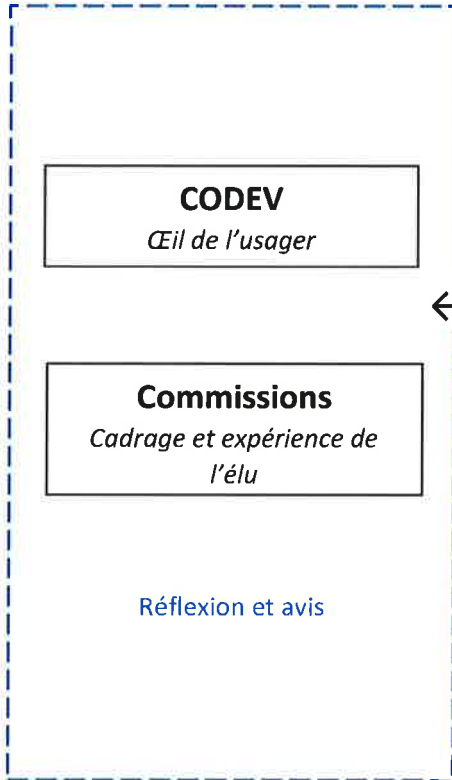 CODEV
Œil de l'usager
Commissions
Cadrage et expérience de
l'élu
Réflexion et avis